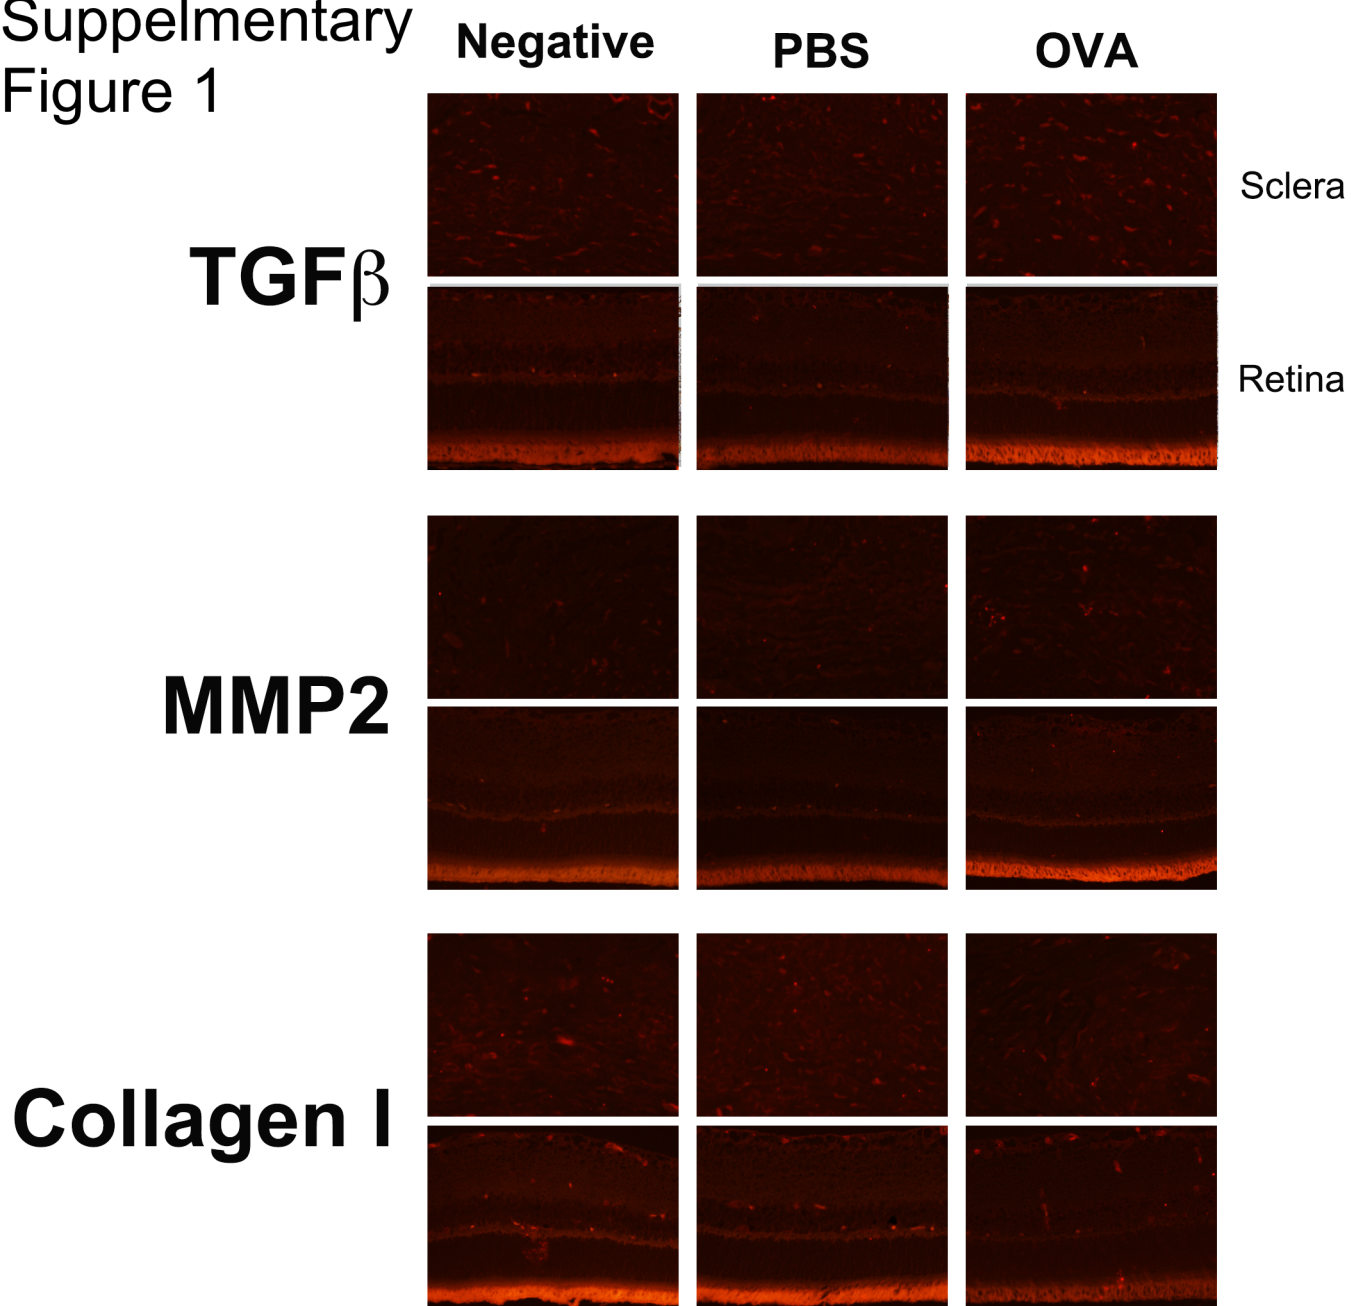 Suppelmentary
Figure 1
Negative
PBS
OVA
TGFβ
Sclera
Retina
MMP2
Collagen I